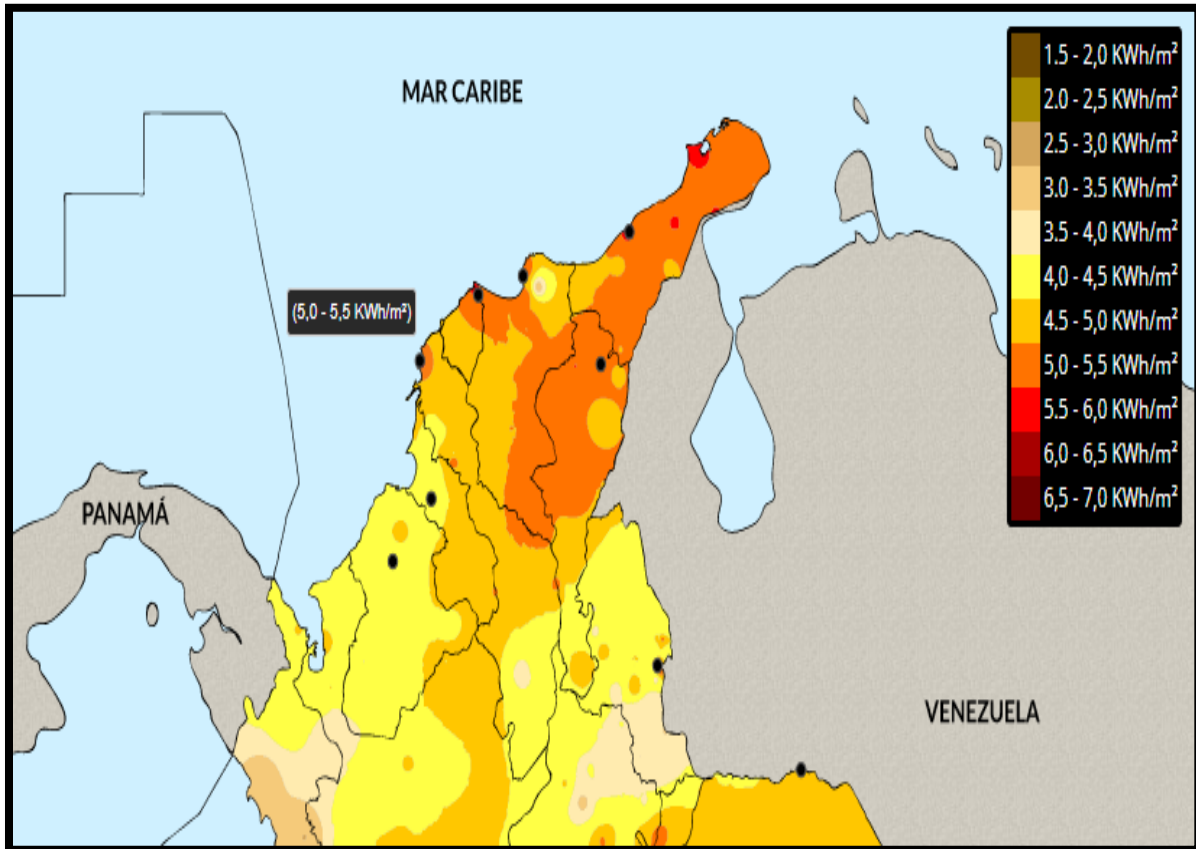 MAR CARIBE
1.5 - 2,0 KWh/m²
2.0 - 2,5 KWh/m²
2.5 - 3,0 KWh/m²
3.0 - 3.5 KWh/m²
3.5 - 4,0 KWh/m²
4,0 - 4,5 KWh/m²
4.5 - 5,0 KWh/m²
5,0 - 5,5 KWh/m²
5.5 - 6,0 KWh/m²
6,0 - 6,5 KWh/m²
6,5 - 7,0 KWh/m²
(5,0 - 5,5 KWh/m²)
PANAMÁ
VENEZUELA